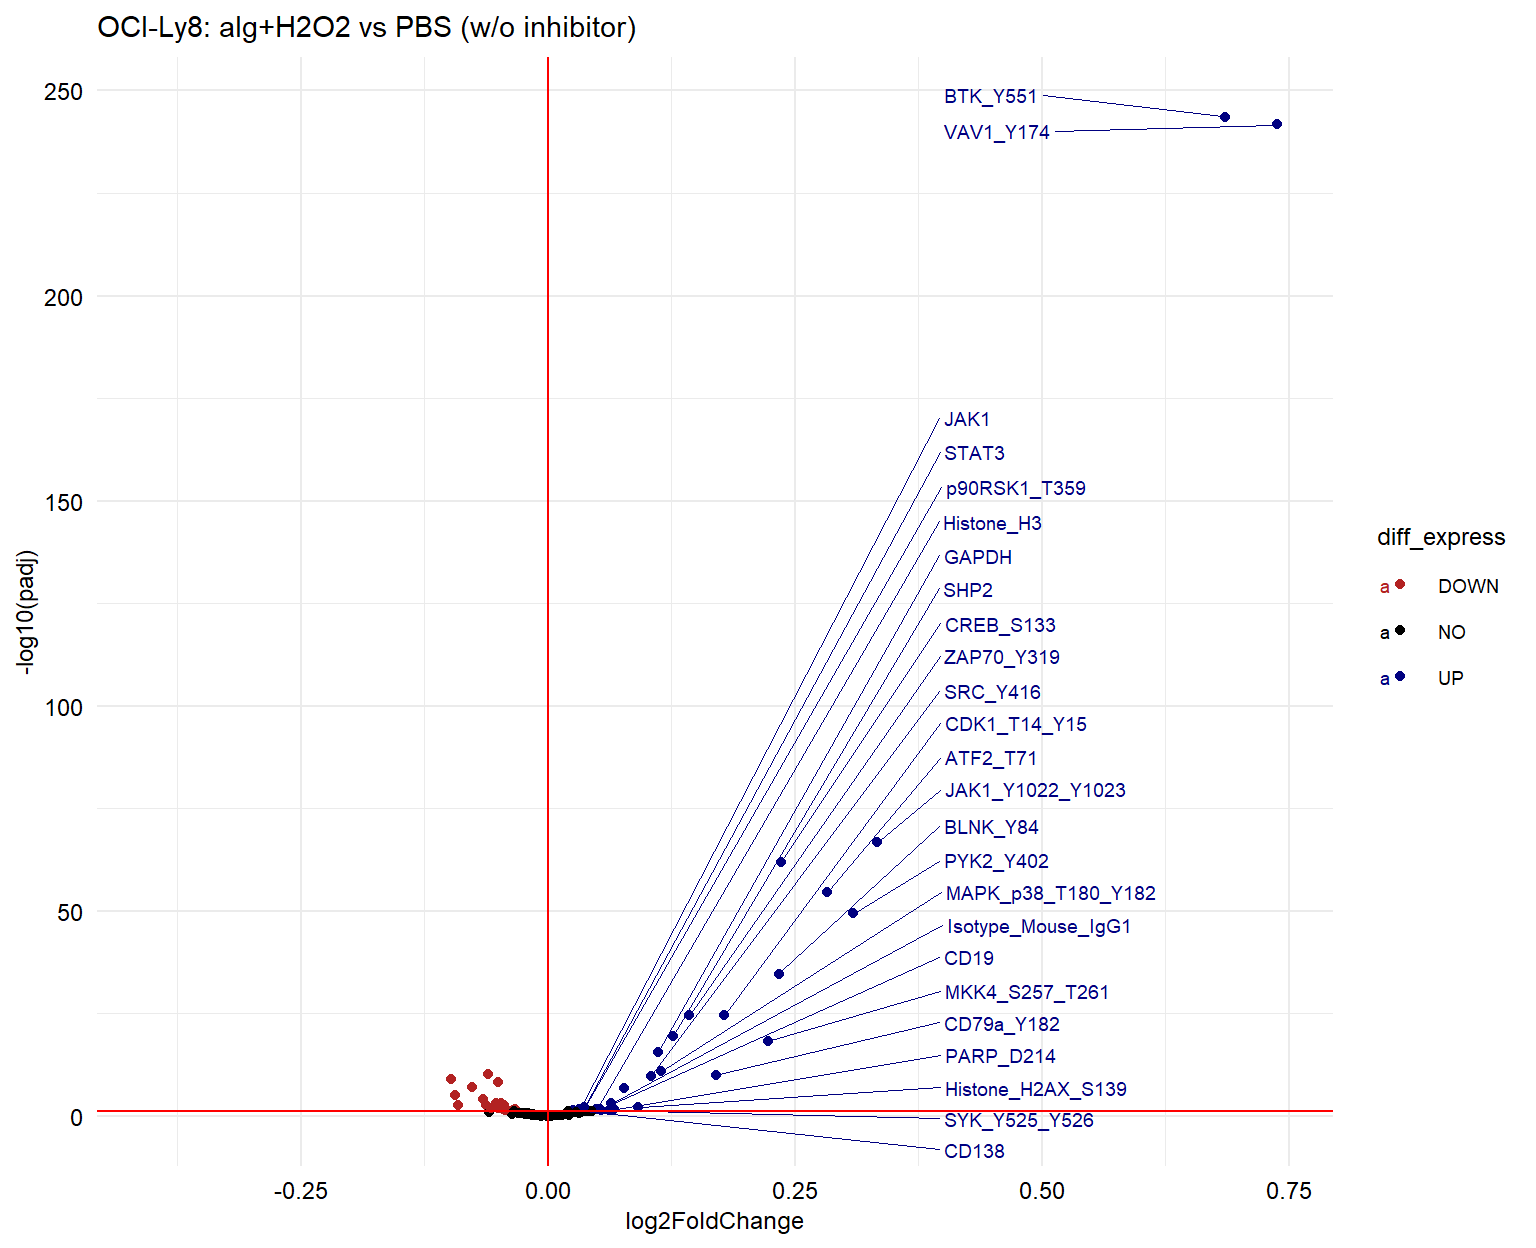 OCI-Ly8: aIg+H2O2 vs PBS (w/o inhibitor)
250
200
150
100
50
0
-log10(padj)
BTK_Y551
VAV1_Y174
JAK1
STAT3
p90RSK1_T359
Histone_H3
GAPDH
SHP2
CREB_S133
ZAP70_Y319
SRC_Y416
CDK1_T14_Y15
ATF2_T71
JAK1_Y1022_Y1023
BLNK_Y84
PYK2_Y402
MAPK_p38_T180_Y182
Isotype_Mouse_IgG1
CD19
MKK4_S257_T261
CD79a_Y182
PARP_D214
Histone_H2AX_S139
SYK_Y525_Y526
CD138
-0.25 0.00 0.25 0.50 0.75
log2FoldChange
diff_express
a DOWN
a NO
a UP